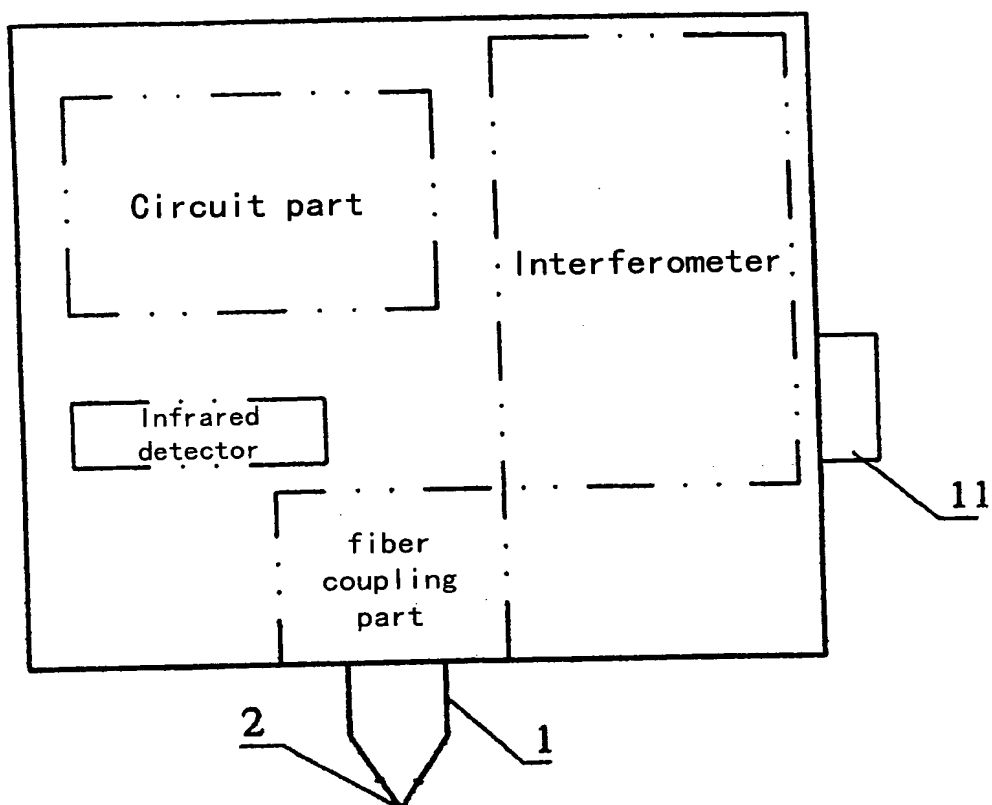 Circuit part
Interferometer
Infrared
detector
11
fiber
coupling
part
2
1